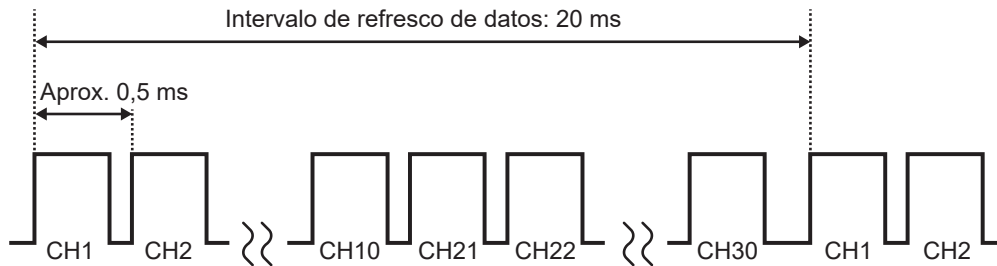 Intervalo de refresco de datos: 20 ms
Aprox. 0,5 ms
CH1 CH2 CH10 CH21 CH22 CH30 CH1 CH2